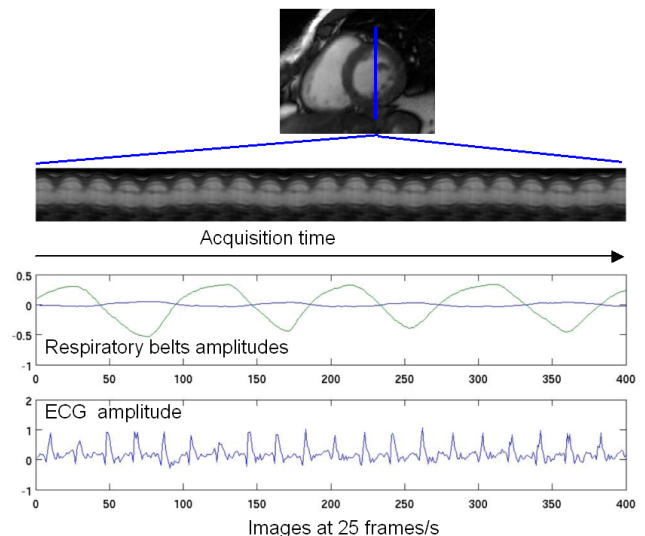 Acquisition time
0.5
0
-0.5
-1
Respiratory belts amplitudes
0 50 100 150 200 250 300 350 400
2
1
0
-1
ECG amplitude
0 50 100 150 200 250 300 350 400
Images at 25 frames/s